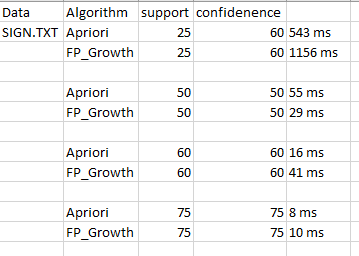 Data Algorithm support confidenence
SIGN.TXT Apriori 25 60 543 ms
FP_Growth 25 60 1156 ms
Apriori 50 50 55 ms
FP_Growth 50 50 29 ms
Apriori 60 60 16 ms
FP_Growth 60 60 41 ms
Apriori 75 75 8 ms
FP_Growth 75 75 10 ms